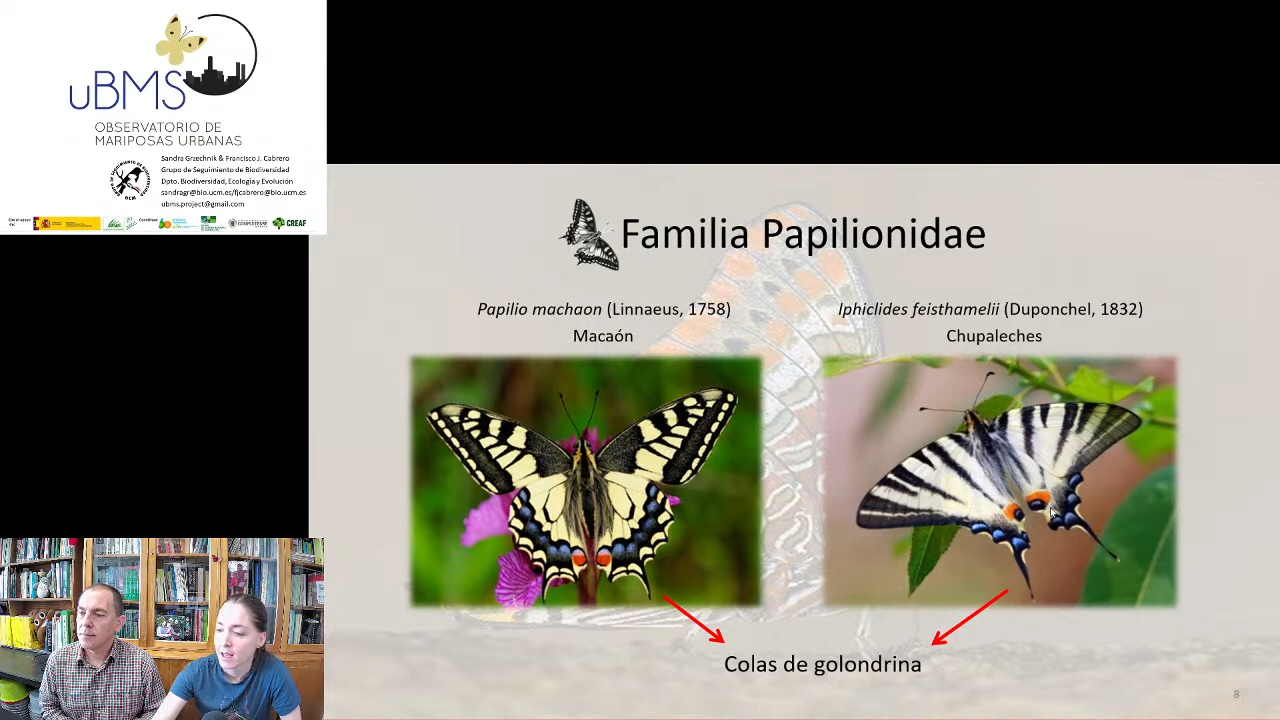 uBMS
OBSERVATORIO DE
MARIPOSAS URBANAS
Sandra Grzechnik & Francisco J. Cabrero
Grupo de Seguimiento de Biodiversidad
Dpto. Biodiversidad, Ecología y Evolución
sandragr@bio.ucm.es/fjcabrero@bio.ucm.es
ubms.project@gmail.com
CREAF
Familia Papilionidae
Papilio machaon (Linnaeus, 1758)
Macaón
Iphiclides feisthamelii (Duponchel, 1832)
Chupaleches
Colas de golondrina
8